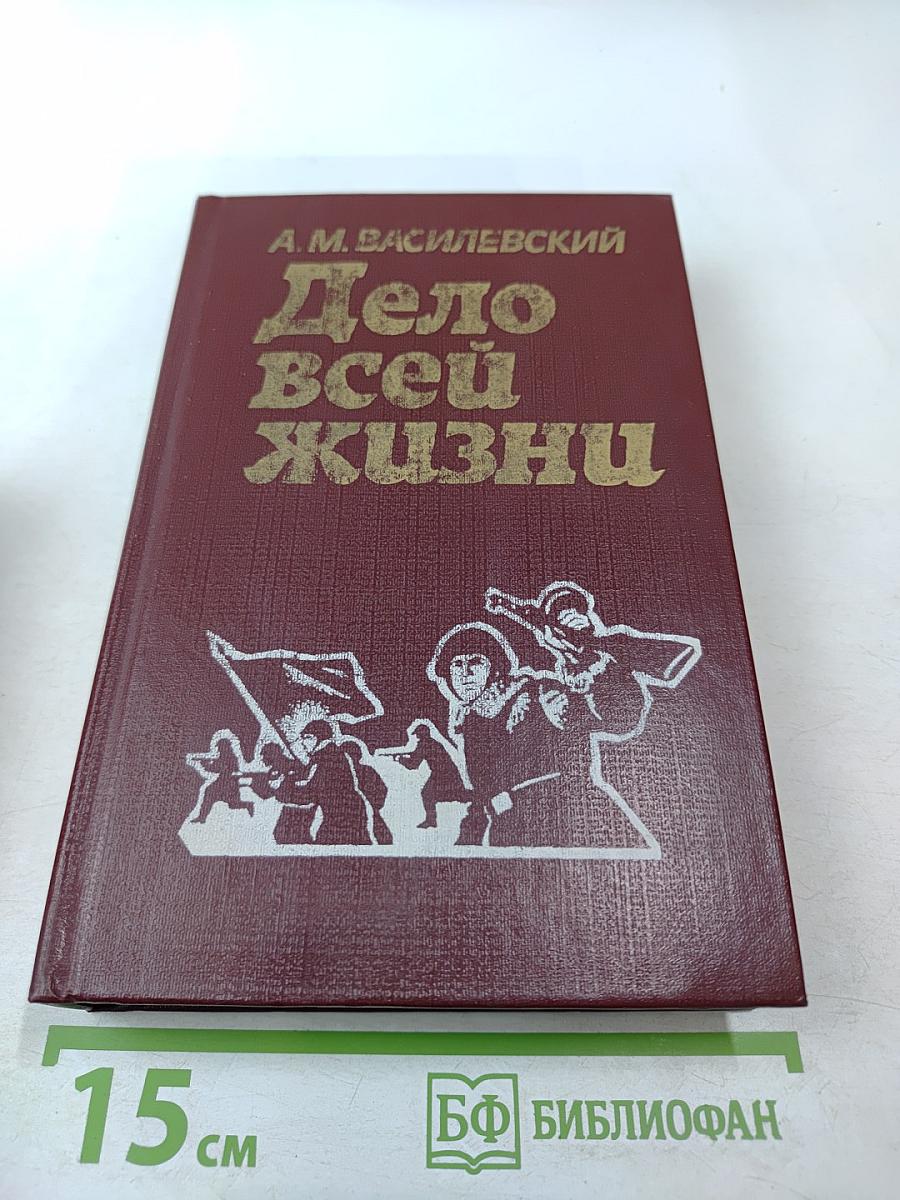 А. М. ВАСИЛЕВСКИЙ
Дело
всей
жизни
15 см
БФ БИБЛИОФАН